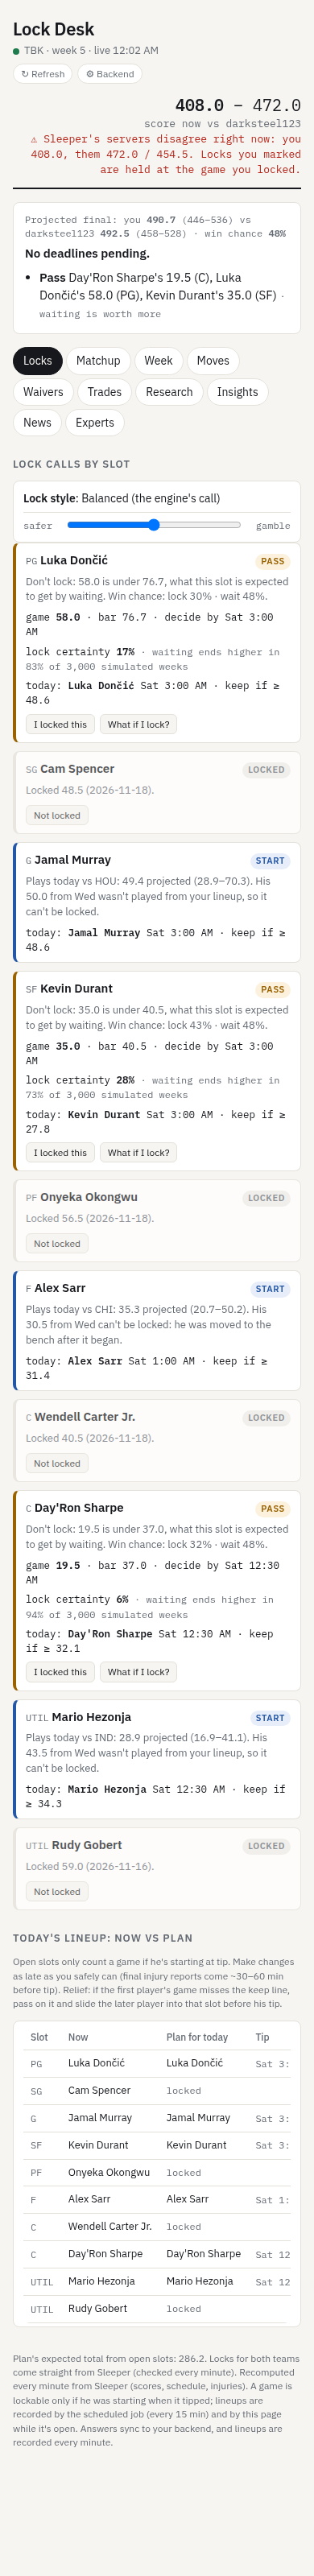 Lock Desk
TBK · week 5 · live 12:02 AM
↻ Refresh ⚙ Backend
408.0 – 472.0
score now vs darksteel123
⚠ Sleeper's servers disagree right now: you
408.0, them 472.0 / 454.5. Locks you marked
are held at the game you locked.
Projected final: you 490.7 (446–536) vs
darksteel123 492.5 (458–528) · win chance 48%
No deadlines pending.
• Pass Day'Ron Sharpe's 19.5 (C), Luka
Dončić's 58.0 (PG), Kevin Durant's 35.0 (SF) ·
waiting is worth more
Locks Matchup Week Moves
Waivers Trades Research Insights
News Experts
LOCK CALLS BY SLOT
Lock style: Balanced (the engine's call)
safer gamble
PG Luka Dončić PASS
Don't lock: 58.0 is under 76.7, what this slot is expected
to get by waiting. Win chance: lock 30% · wait 48%.
game 58.0 · bar 76.7 · decide by Sat 3:00
AM
lock certainty 17% · waiting ends higher in
83% of 3,000 simulated weeks
today: Luka Dončić Sat 3:00 AM · keep if ≥
48.6
I locked this What if I lock?
SG Cam Spencer LOCKED
Locked 48.5 (2026-11-18).
Not locked
G Jamal Murray START
Plays today vs HOU: 49.4 projected (28.9–70.3). His
50.0 from Wed wasn't played from your lineup, so it
can't be locked.
today: Jamal Murray Sat 3:00 AM · keep if ≥
48.6
SF Kevin Durant PASS
Don't lock: 35.0 is under 40.5, what this slot is expected
to get by waiting. Win chance: lock 43% · wait 48%.
game 35.0 · bar 40.5 · decide by Sat 3:00
AM
lock certainty 28% · waiting ends higher in
73% of 3,000 simulated weeks
today: Kevin Durant Sat 3:00 AM · keep if ≥
27.8
I locked this What if I lock?
PF Onyeka Okongwu LOCKED
Locked 56.5 (2026-11-18).
Not locked
F Alex Sarr START
Plays today vs CHI: 35.3 projected (20.7–50.2). His
30.5 from Wed can't be locked: he was moved to the
bench after it began.
today: Alex Sarr Sat 1:00 AM · keep if ≥
31.4
C Wendell Carter Jr. LOCKED
Locked 40.5 (2026-11-18).
Not locked
C Day'Ron Sharpe PASS
Don't lock: 19.5 is under 37.0, what this slot is expected
to get by waiting. Win chance: lock 32% · wait 48%.
game 19.5 · bar 37.0 · decide by Sat 12:30
AM
lock certainty 6% · waiting ends higher in
94% of 3,000 simulated weeks
today: Day'Ron Sharpe Sat 12:30 AM · keep
if ≥ 32.1
I locked this What if I lock?
UTIL Mario Hezonja START
Plays today vs IND: 28.9 projected (16.9–41.1). His
43.5 from Wed wasn't played from your lineup, so it
can't be locked.
today: Mario Hezonja Sat 12:30 AM · keep if
≥ 34.3
UTIL Rudy Gobert LOCKED
Locked 59.0 (2026-11-16).
Not locked
TODAY'S LINEUP: NOW VS PLAN
Open slots only count a game if he's starting at tip. Make changes
as late as you safely can (final injury reports come ~30–60 min
before tip). Relief: if the first player's game misses the keep line,
pass on it and slide the later player into that slot before his tip.
Slot Now Plan for today Tip
PG Luka Dončić Luka Dončić Sat 3:
SG Cam Spencer locked
G Jamal Murray Jamal Murray Sat 3:
SF Kevin Durant Kevin Durant Sat 3:
PF Onyeka Okongwu locked
F Alex Sarr Alex Sarr Sat 1:
C Wendell Carter Jr. locked
C Day'Ron Sharpe Day'Ron Sharpe Sat 12
UTIL Mario Hezonja Mario Hezonja Sat 12
UTIL Rudy Gobert locked
Plan's expected total from open slots: 286.2. Locks for both teams
come straight from Sleeper (checked every minute). Recomputed
every minute from Sleeper (scores, schedule, injuries). A game is
lockable only if he was starting when it tipped; lineups are
recorded by the scheduled job (every 15 min) and by this page
while it's open. Answers sync to your backend, and lineups are
recorded every minute.